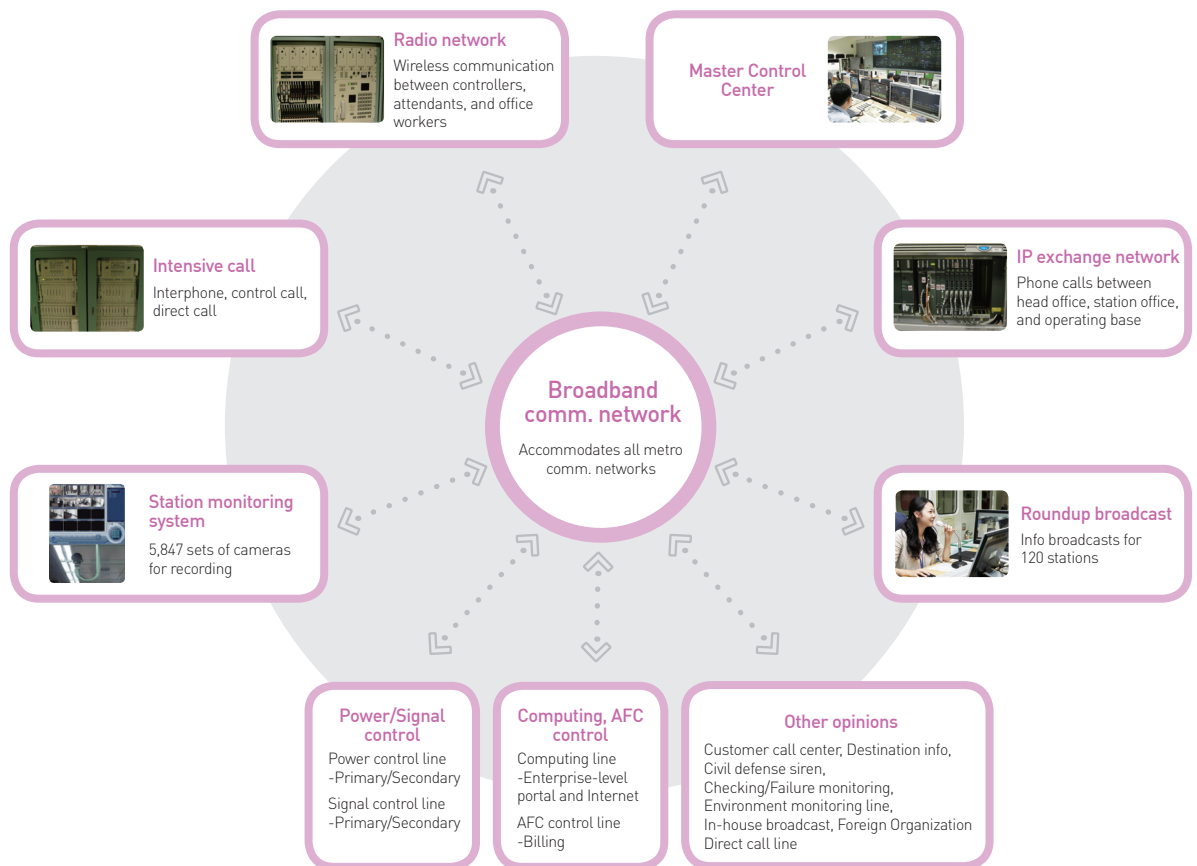 Radio network
Wireless communication
between controllers,
attendants, and office
workers
Master Control
Center
Intensive call
Interphone, control call,
direct call
IP exchange network
Phone calls between
head office, station office,
and operating base
Broadband
comm. network
Accommodates all metro
comm. networks
Station monitoring
system
5,847 sets of cameras
for recording
Roundup broadcast
Info broadcasts for
120 stations
Power/Signal
control
Power control line
-Primary/Secondary
Signal control line
-Primary/Secondary
Computing, AFC
control
Computing line
-Enterprise-level
portal and Internet
AFC control line
-Billing
Other opinions
Customer call center, Destination info,
Civil defense siren,
Checking/Failure monitoring,
Environment monitoring line,
In-house broadcast, Foreign Organization
Direct call line